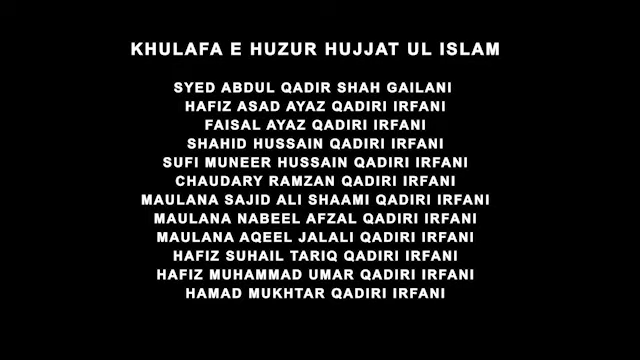 KHULAFA E HUZUR HUJJAT UL ISLAM
SYED ABDUL QADIR SHAH GAILANI
HAFIZ ASAD AYAZ QADIRI IRFANI
FAISAL AYAZ QADIRI IRFANI
SHAHID HUSSAIN QADIRI IRFANI
SUFI MUNEER HUSSAIN QADIRI IRFANI
CHAUDARY RAMZAN QADIRI IRFANI
MAULANA SAJID ALI SHAAMI QADIRI IRFANI
MAULANA NABEEL AFZAL QADIRI IRFANI
MAULANA AQEEL JALALI QADIRI IRFANI
HAFIZ SUHAIL TARIQ QADIRI IRFANI
HAFIZ MUHAMMAD UMAR QADIRI IRFANI
HAMAD MUKHTAR QADIRI IRFANI